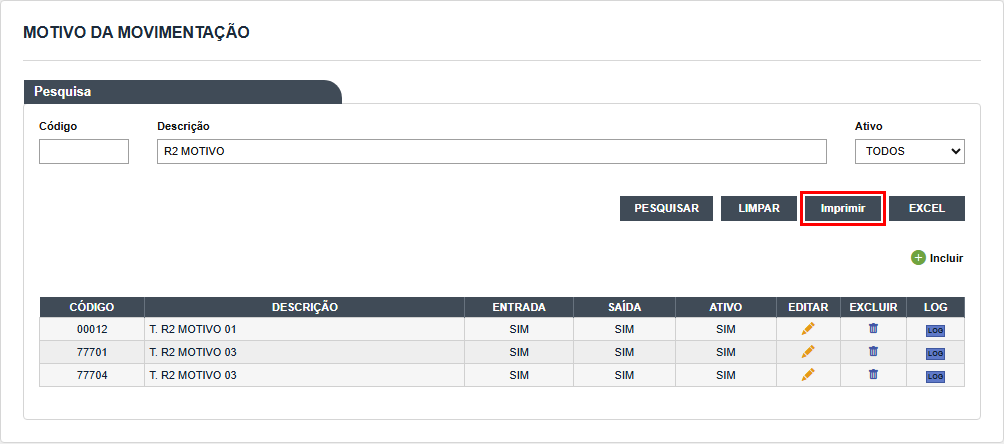 MOTIVO DA MOVIMENTAÇÃO
Pesquisa
Código Descrição Ativo
R2 MOTIVO TODOS
PESQUISAR LIMPAR Imprimir EXCEL
Incluir
CÓDIGO DESCRIÇÃO ENTRADA SAÍDA ATIVO EDITAR EXCLUIR LOG
00012 T. R2 MOTIVO 01 SIM SIM SIM LOG
77701 T. R2 MOTIVO 03 SIM SIM SIM LOG
77704 T. R2 MOTIVO 03 SIM SIM SIM LOG